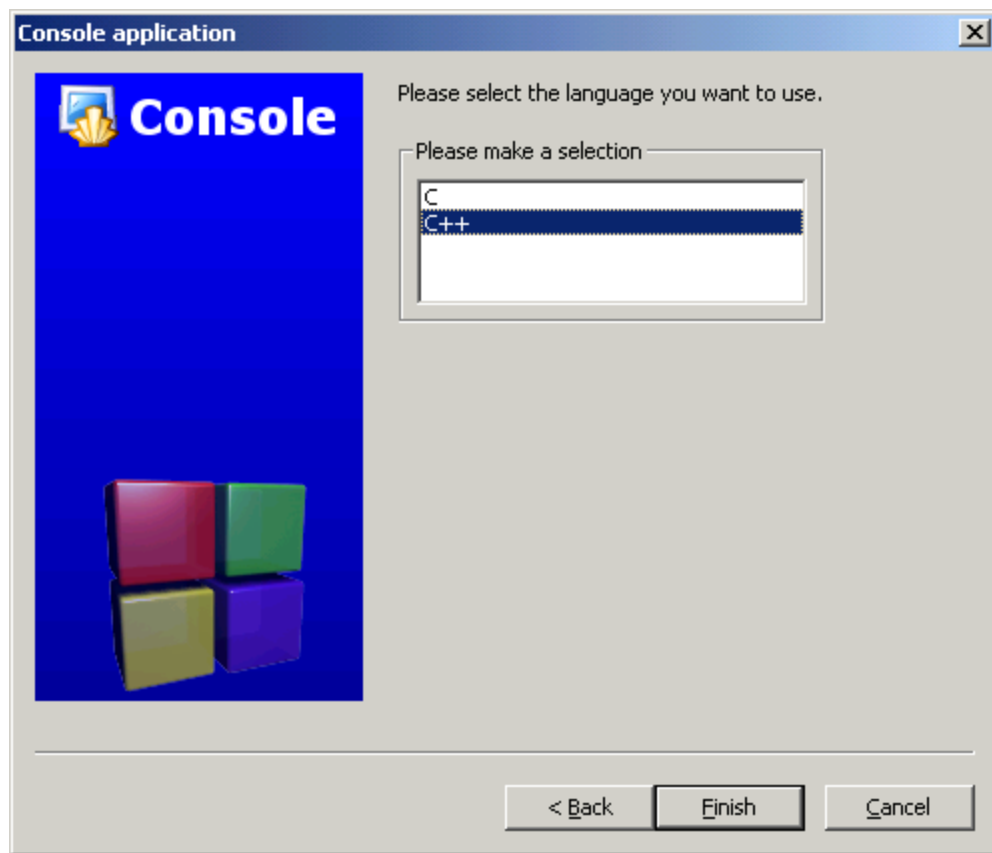 Console application
Console
Please select the language you want to use.
Please make a selection
C
C++
< Back
Finish
Cancel